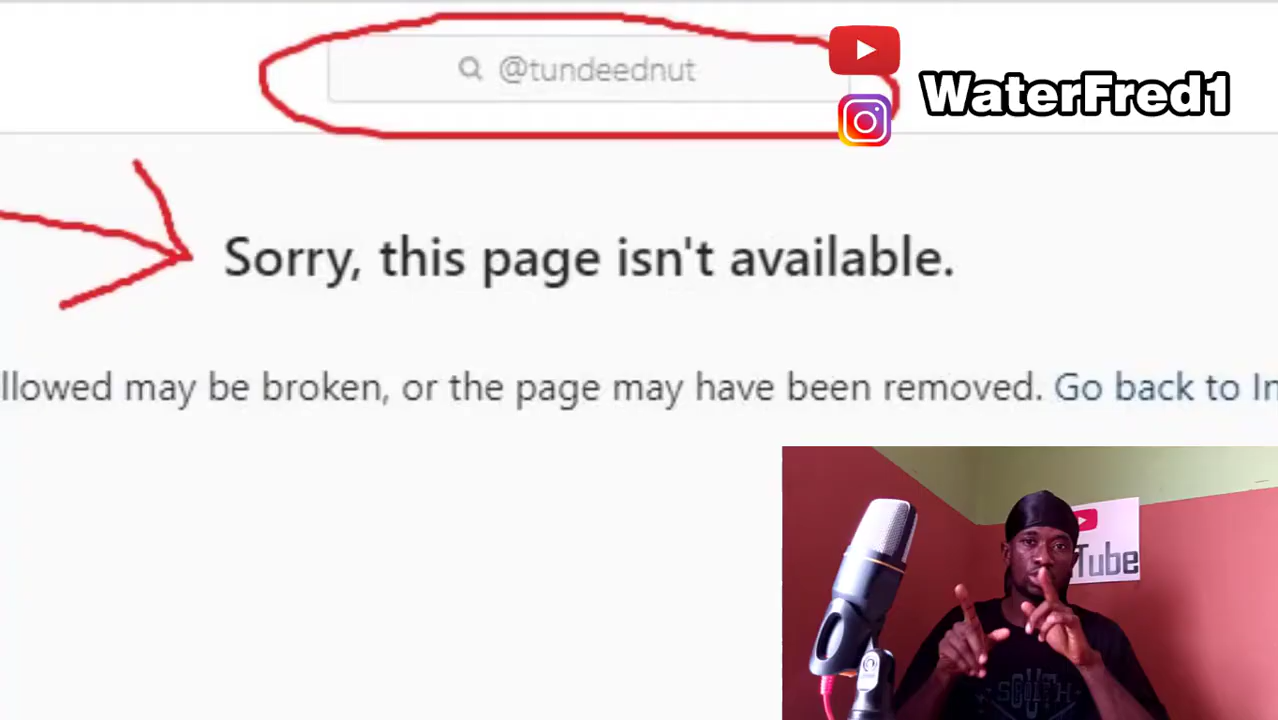 @tundeednut
WaterFred1
Sorry, this page isn't available.
llowed may be broken, or the page may have been removed. Go back to In
Tube
SOUTH